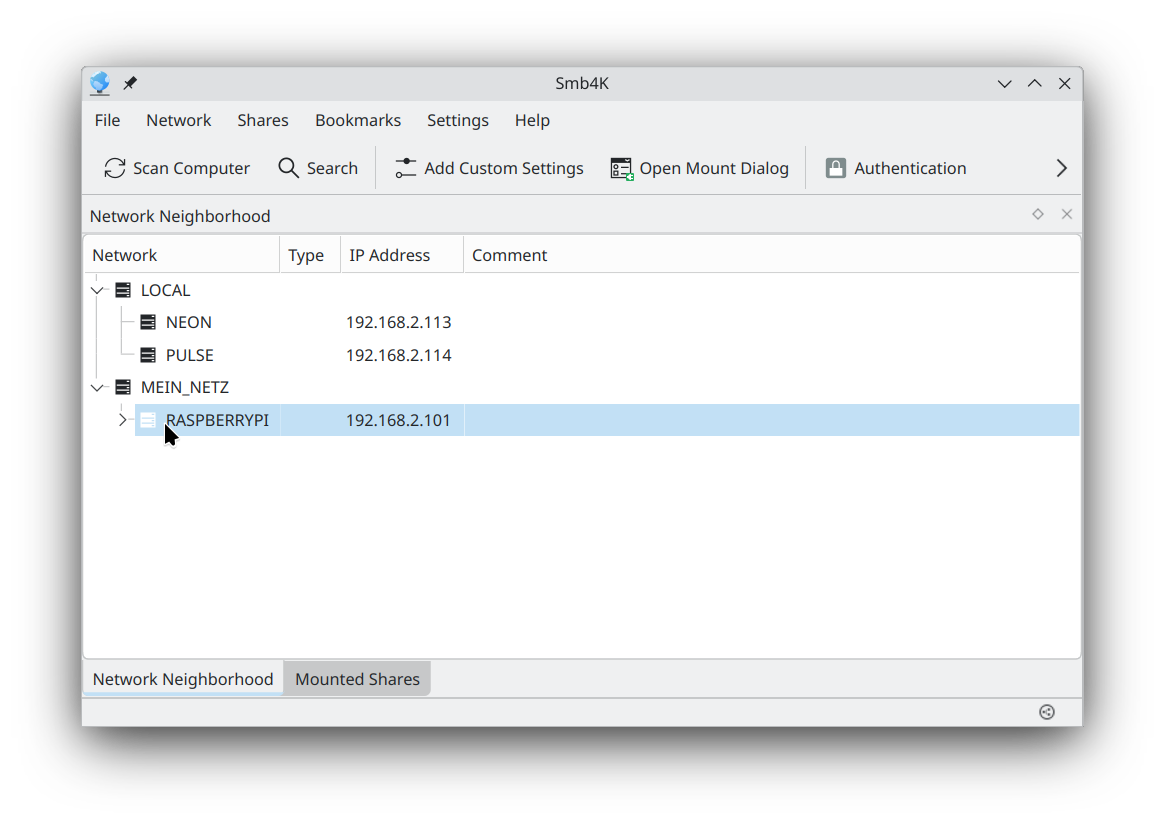 Smb4K
File Network Shares Bookmarks Settings Help
Scan Computer Search Add Custom Settings Open Mount Dialog Authentication
Network Neighborhood
Network Type IP Address Comment
LOCAL
NEON 192.168.2.113
PULSE 192.168.2.114
MEIN_NETZ
RASPBERRYPI 192.168.2.101
Network Neighborhood Mounted Shares